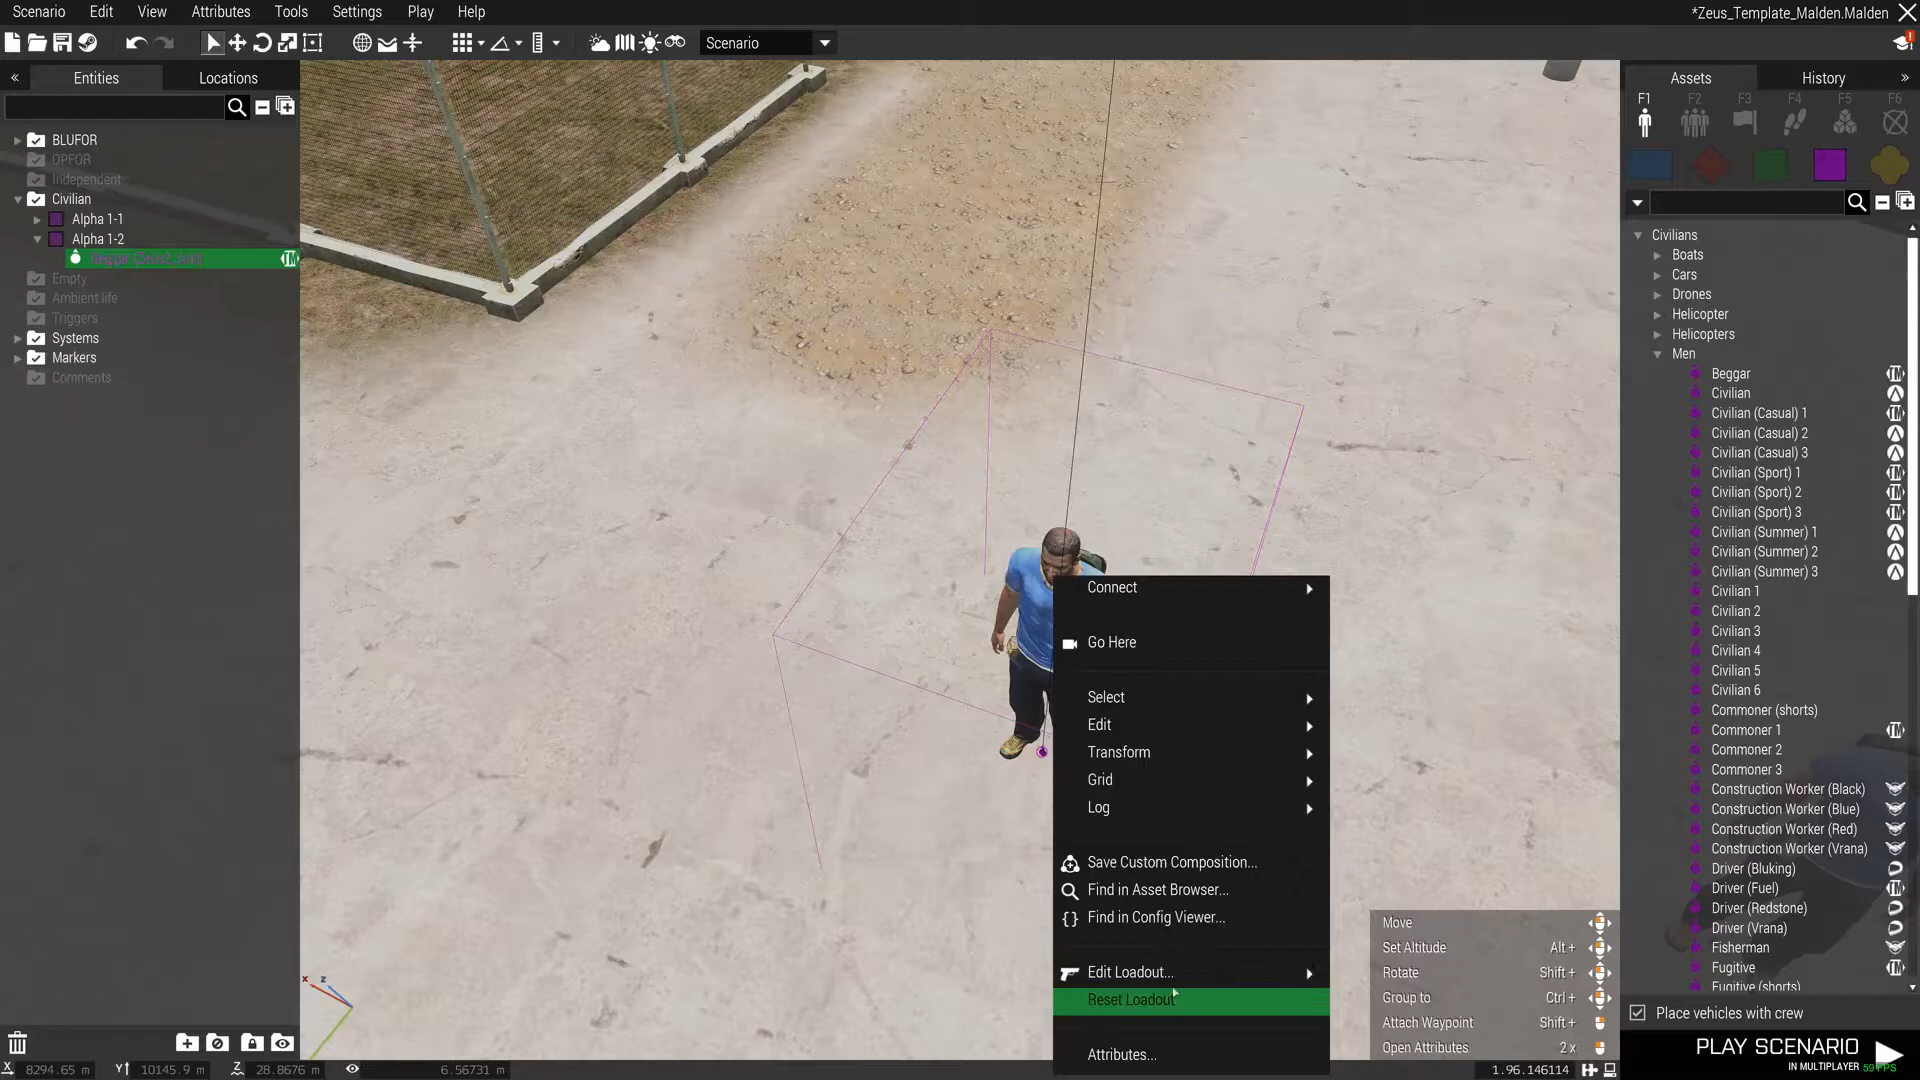 Scenario Edit View Attributes Tools Settings Play Help *Zeus_Template_Malden.Malden
Scenario
Entities Locations
BLUFOR
OPFOR
Independent
Civilian
Alpha 1-1
Alpha 1-2
Beggar
Empty
Ambient life
Triggers
Systems
Markers
Comments
Connect
Go Here
Select
Edit
Transform
Grid
Log
Save Custom Composition...
Find in Asset Browser...
Find in Config Viewer...
Edit Loadout...
Reset Loadout
Attributes...
Move
Set Altitude Alt +
Rotate Shift +
Group to Ctrl +
Attach Waypoint Shift +
Open Attributes 2 x
Assets History
F1 F2 F3 F4 F5 F6
Civilians
Boats
Cars
Drones
Helicopter
Helicopters
Men
Beggar
Civilian
Civilian (Casual) 1
Civilian (Casual) 2
Civilian (Casual) 3
Civilian (Sport) 1
Civilian (Sport) 2
Civilian (Sport) 3
Civilian (Summer) 1
Civilian (Summer) 2
Civilian (Summer) 3
Civilian 1
Civilian 2
Civilian 3
Civilian 4
Civilian 5
Civilian 6
Commoner (shorts)
Commoner 1
Commoner 2
Commoner 3
Construction Worker (Black)
Construction Worker (Blue)
Construction Worker (Red)
Construction Worker (Vrana)
Driver (Bluking)
Driver (Fuel)
Driver (Redstone)
Driver (Vrana)
Fisherman
Fugitive
Fugitive (shorts)
Place vehicles with crew
PLAY SCENARIO
IN MULTIPLAYER 59 FPS
X 8294.65 m Y 10145.9 m Z 28.8676 m 6.56731 m 1.96.146114
x z